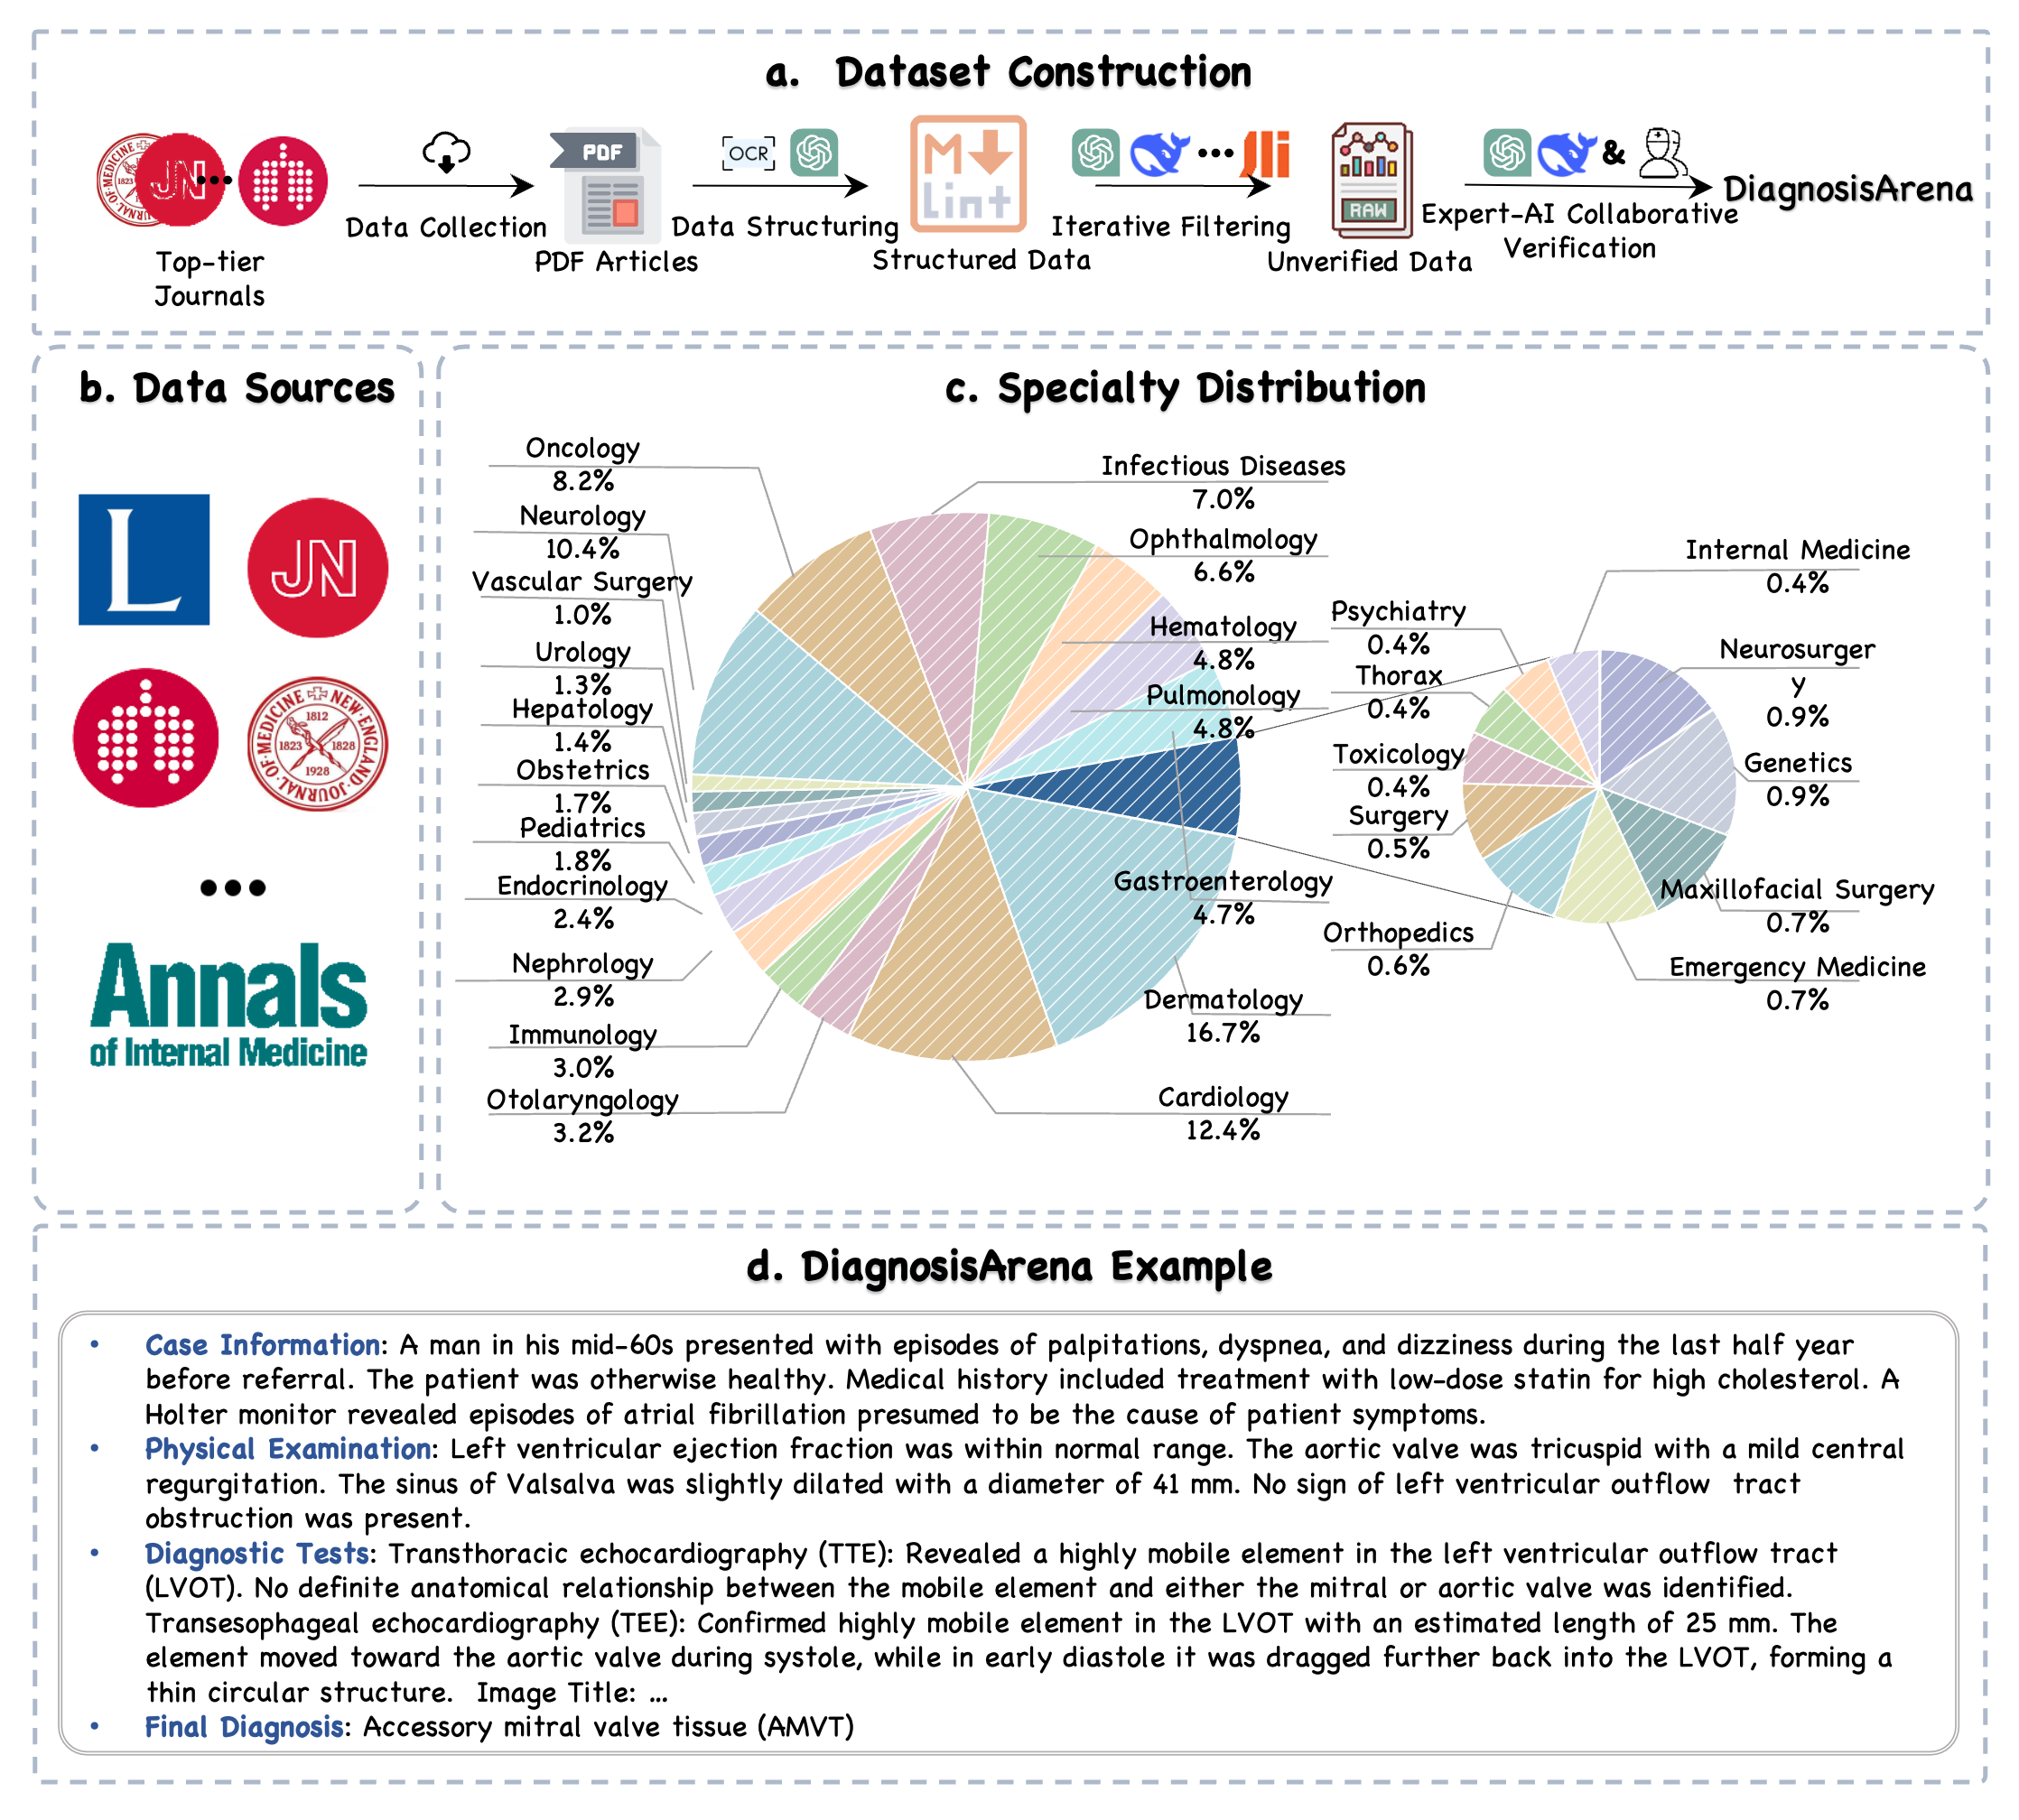 a. Dataset Construction
JN
PDF
OCR
M
Lint
RAW
&
DiagnosisArena
Data Collection
Data Structuring
Iterative Filtering
Expert-AI Collaborative
Verification
Top-tier
Journals
PDF Articles
Structured Data
Unverified Data
b. Data Sources
L
JN
NEW·ENGLAND·JOURNAL·OF·MEDICINE
1812
1823
1828
1928
Annals
of Internal Medicine
c. Specialty Distribution
Oncology
8.2%
Neurology
10.4%
Vascular Surgery
1.0%
Urology
1.3%
Hepatology
1.4%
Obstetrics
1.7%
Pediatrics
1.8%
Endocrinology
2.4%
Nephrology
2.9%
Immunology
3.0%
Otolaryngology
3.2%
Infectious Diseases
7.0%
Ophthalmology
6.6%
Hematology
4.8%
Pulmonology
4.8%
Gastroenterology
4.7%
Dermatology
16.7%
Cardiology
12.4%
Psychiatry
0.4%
Thorax
0.4%
Toxicology
0.4%
Surgery
0.5%
Orthopedics
0.6%
Internal Medicine
0.4%
Neurosurger
y
0.9%
Genetics
0.9%
Maxillofacial Surgery
0.7%
Emergency Medicine
0.7%
d. DiagnosisArena Example
• Case Information: A man in his mid-60s presented with episodes of palpitations, dyspnea, and dizziness during the last half year
before referral. The patient was otherwise healthy. Medical history included treatment with low-dose statin for high cholesterol. A
Holter monitor revealed episodes of atrial fibrillation presumed to be the cause of patient symptoms.
• Physical Examination: Left ventricular ejection fraction was within normal range. The aortic valve was tricuspid with a mild central
regurgitation. The sinus of Valsalva was slightly dilated with a diameter of 41 mm. No sign of left ventricular outflow tract
obstruction was present.
• Diagnostic Tests: Transthoracic echocardiography (TTE): Revealed a highly mobile element in the left ventricular outflow tract
(LVOT). No definite anatomical relationship between the mobile element and either the mitral or aortic valve was identified.
Transesophageal echocardiography (TEE): Confirmed highly mobile element in the LVOT with an estimated length of 25 mm. The
element moved toward the aortic valve during systole, while in early diastole it was dragged further back into the LVOT, forming a
thin circular structure. Image Title: ...
• Final Diagnosis: Accessory mitral valve tissue (AMVT)